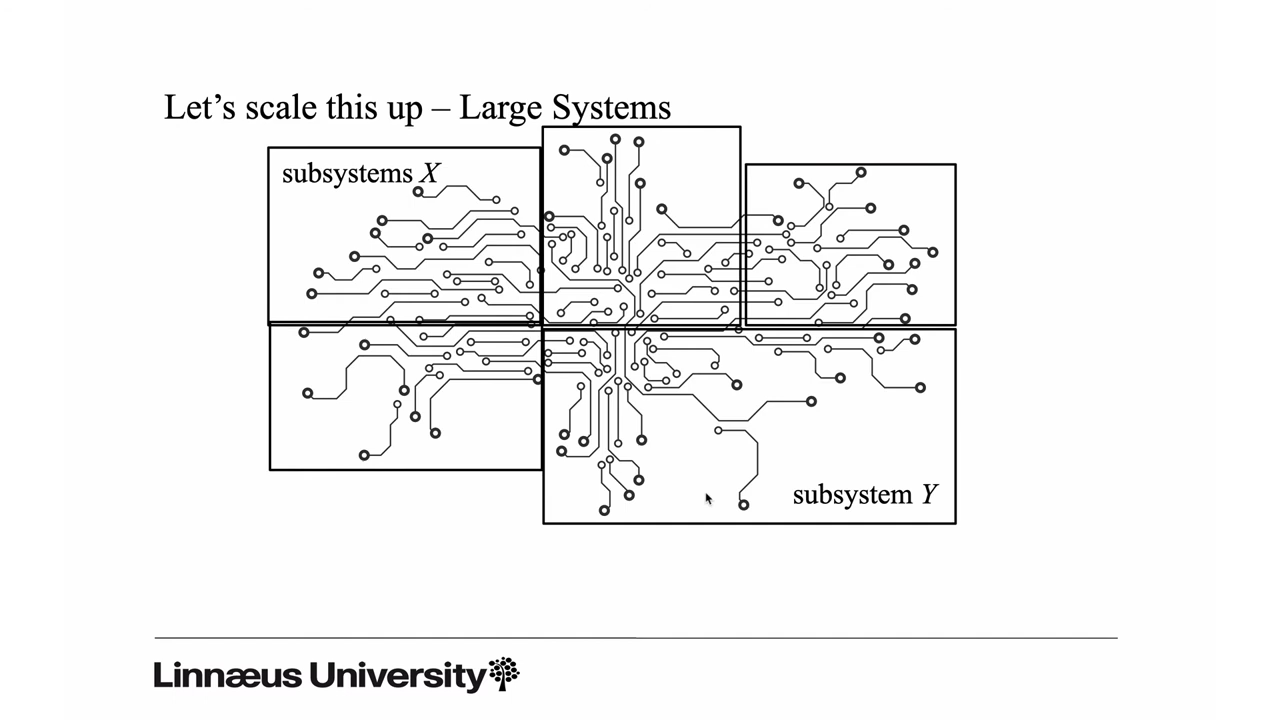 Let’s scale this up – Large Systems
subsystems X
subsystem Y
Linnæus University